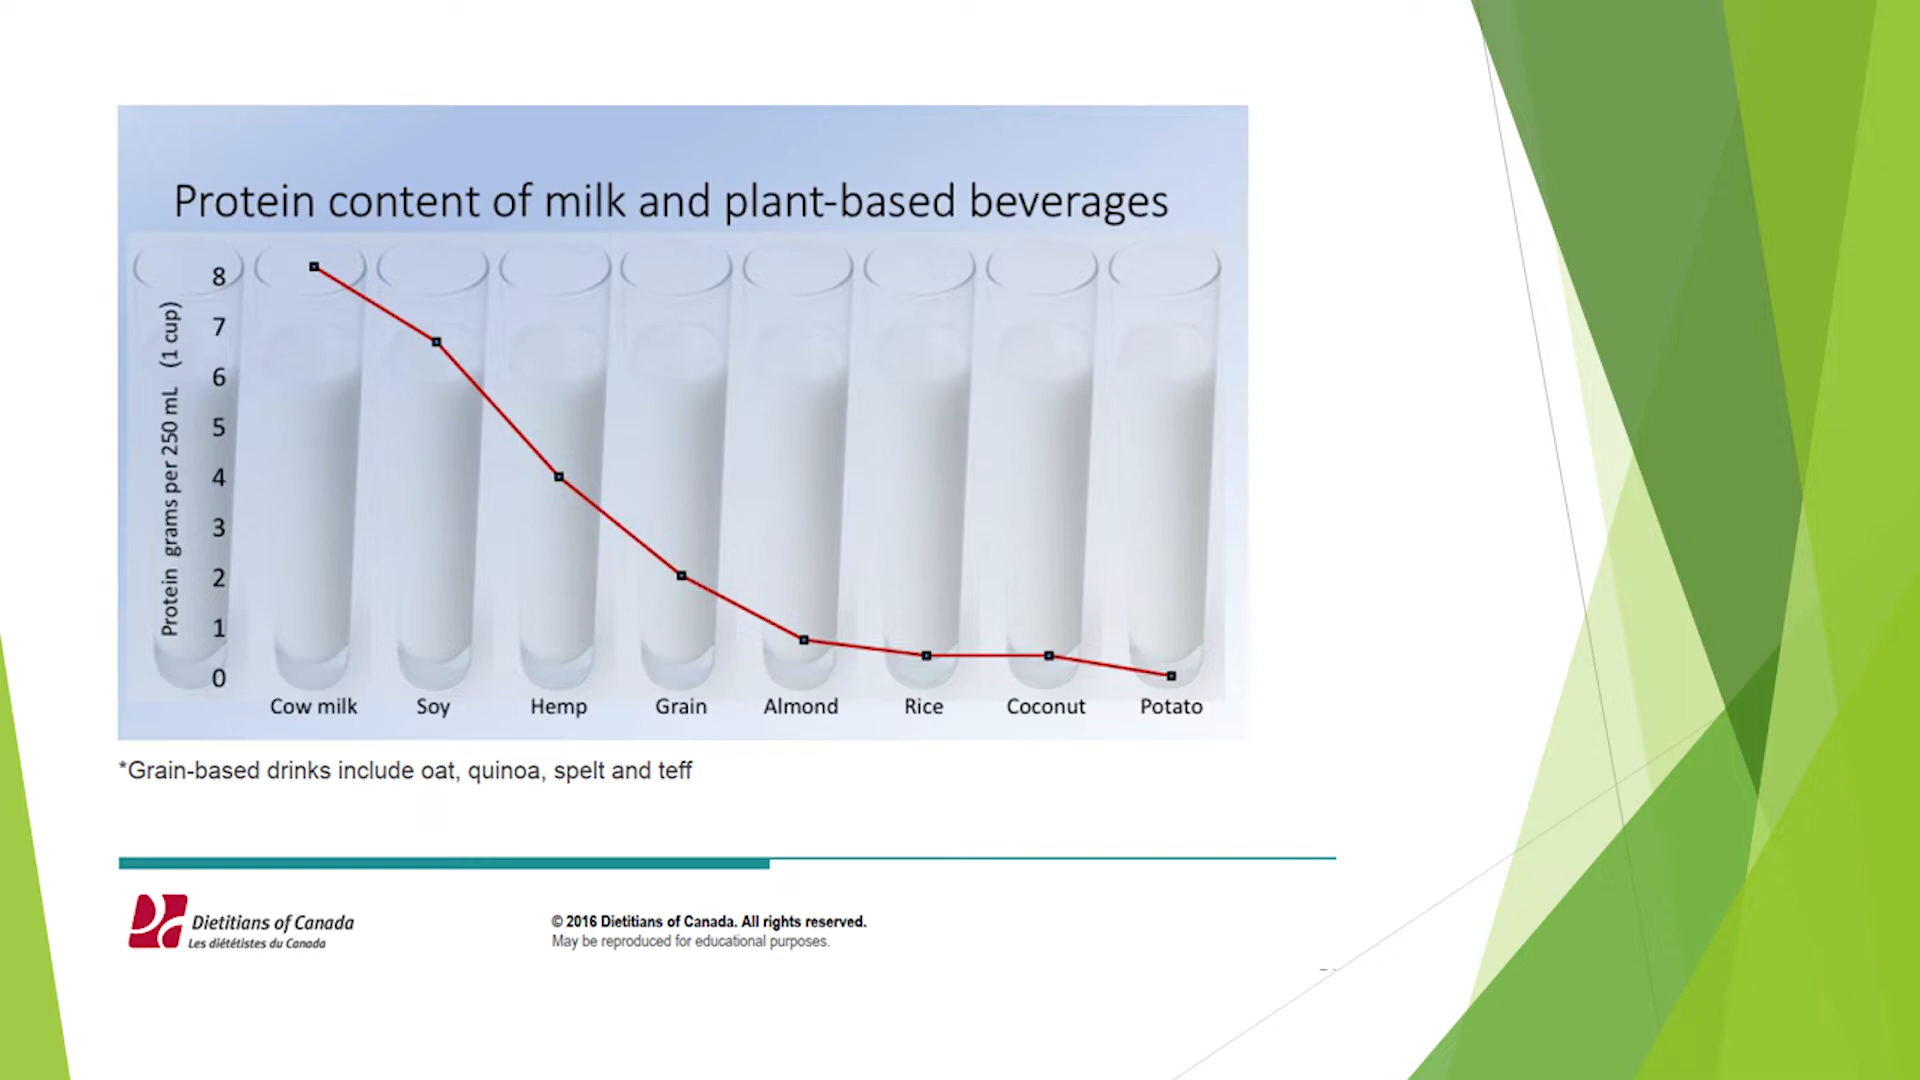 Protein content of milk and plant-based beverages
Protein grams per 250 mL (1 cup)
8
7
6
5
4
3
2
1
0
Cow milk Soy Hemp Grain Almond Rice Coconut Potato
*Grain-based drinks include oat, quinoa, spelt and teff
Dietitians of Canada
Les diététistes du Canada
© 2016 Dietitians of Canada. All rights reserved.
May be reproduced for educational purposes.